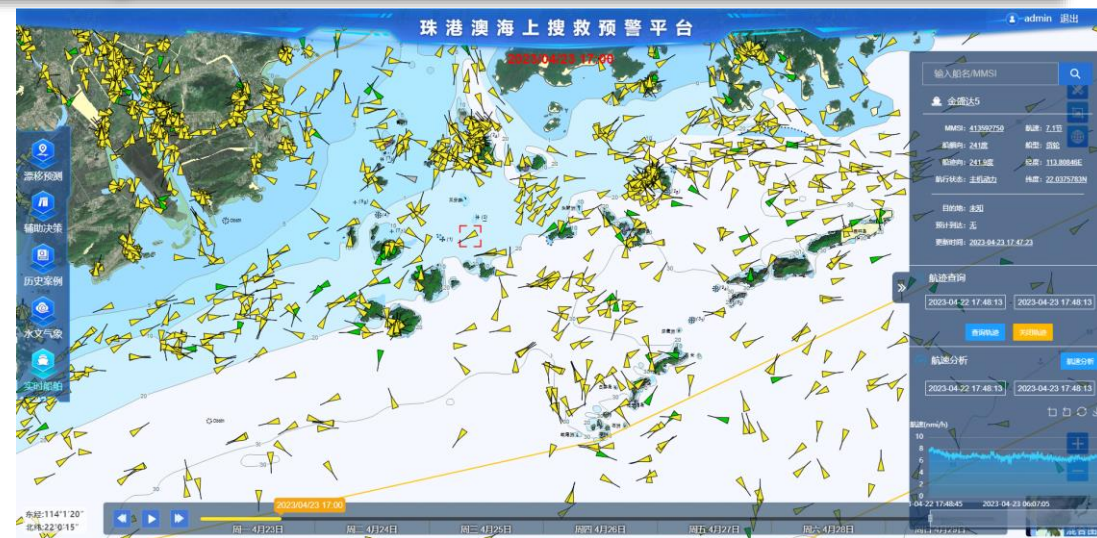 珠港澳海上搜救预警平台
admin 退出
2023/04/23 17:00
输入船名/MMSI
金盛达5
MMSI: 413697750 航速: 7.1节
船艏向: 241度 船型: 货轮
船迹向: 241.9度 经度: 113.80846E
航行状态: 主机动力 纬度: 22.0375783N
目的地: 未知
预计到达: 无
更新时间: 2023-04-23 17:47:23
漂移预测
辅助决策
历史案例
水文气象
实时船舶
航迹查询
2023-04-22 17:48:13 - 2023-04-23 17:48:13
查询航迹 关闭航迹
航速分析 航速分析
2023-04-22 17:48:13 - 2023-04-23 17:48:13
航速(nmi/h)
10
8
6
4
2
0
-04-22 17:48:45 2023-04-23 06:07:05
东经:114°1'20"
北纬:22°0'15"
2023/04/23 17:00
周一 4月23日 周二 4月24日 周三 4月25日 周四 4月26日 周五 4月27日 周六 4月28日 周日 4月29日